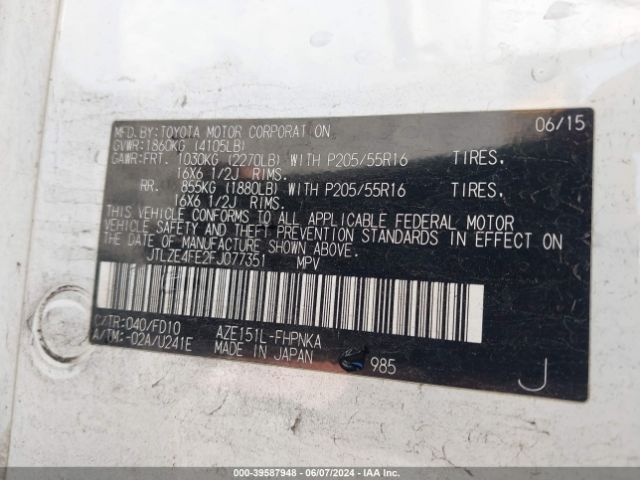 MFD.BY:TOYOTA MOTOR CORPORATION 06/15
GVWR:1860KG (4105LB)
GAWR:FRT. 1030KG (2270LB) WITH P205/55R16 TIRES.
16X6 1/2J RIMS.
RR. 855KG (1880LB) WITH P205/55R16 TIRES.
16X6 1/2J RIMS.
THIS VEHICLE CONFORMS TO ALL APPLICABLE FEDERAL MOTOR
VEHICLE SAFETY STANDARDS IN EFFECT ON
THE DATE OF MANUFACTURE SHOWN ABOVE.
JTLZE4FE2FJ077351 MPV
C/TR:040/FD10 AZE151L-FHPNKA
A/TM:-02A/U241E MADE IN JAPAN 985 J
000-39587948 - 06/07/2024 - IAA Inc.